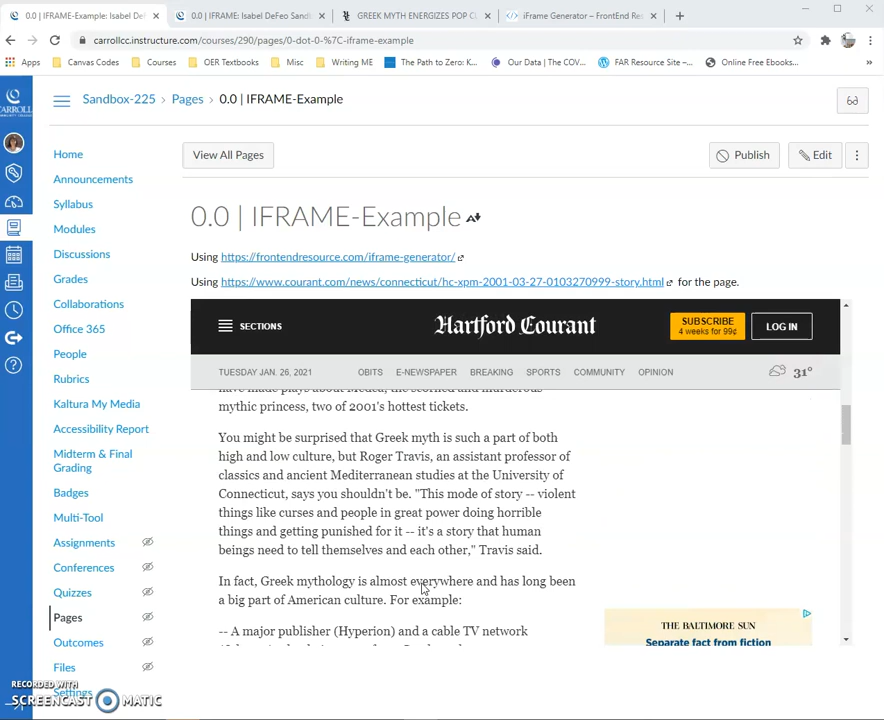 0.0 | IFRAME: Isabel Def
0.0 | IFRAME: Isabel DeFeo Sandb
GREEK MYTH ENERGIZES POP C
iFrame Generator – FrontEnd Re
carrollcc.instructure.com/courses/290/pages/0-dot-0-%7C-iframe-example
Apps
Canvas Codes
Courses
OER Textbooks
Misc
Writing ME
The Path to Zero: K...
Our Data | The COV...
FAR Resource Site –...
Online Free Ebooks...
»
CARROLL
Sandbox-225 › Pages › 0.0 | IFRAME-Example
Home
Announcements
Syllabus
Modules
Discussions
Grades
Collaborations
Office 365
People
Rubrics
Kaltura My Media
Accessibility Report
Midterm & Final
Grading
Badges
Multi-Tool
Assignments
Conferences
Quizzes
Pages
Outcomes
Files
Settings
View All Pages
Publish
Edit
0.0 | IFRAME-Example
Using https://frontendresource.com/iframe-generator/
Using https://www.courant.com/news/connecticut/hc-xpm-2001-03-27-0103270999-story.html for the page.
SECTIONS
Hartford Courant
SUBSCRIBE
4 weeks for 99¢
LOG IN
TUESDAY JAN. 26, 2021
OBITS E-NEWSPAPER BREAKING SPORTS COMMUNITY OPINION
31°
have made plays about Medea, the scorned and murderous
mythic princess, two of 2001's hottest tickets.
You might be surprised that Greek myth is such a part of both
high and low culture, but Roger Travis, an assistant professor of
classics and ancient Mediterranean studies at the University of
Connecticut, says you shouldn't be. "This mode of story -- violent
things like curses and people in great power doing horrible
things and getting punished for it -- it's a story that human
beings need to tell themselves and each other," Travis said.
In fact, Greek mythology is almost everywhere and has long been
a big part of American culture. For example:
-- A major publisher (Hyperion) and a cable TV network
THE BALTIMORE SUN
Separate fact from fiction
RECORDED WITH
SCREENCAST MATIC